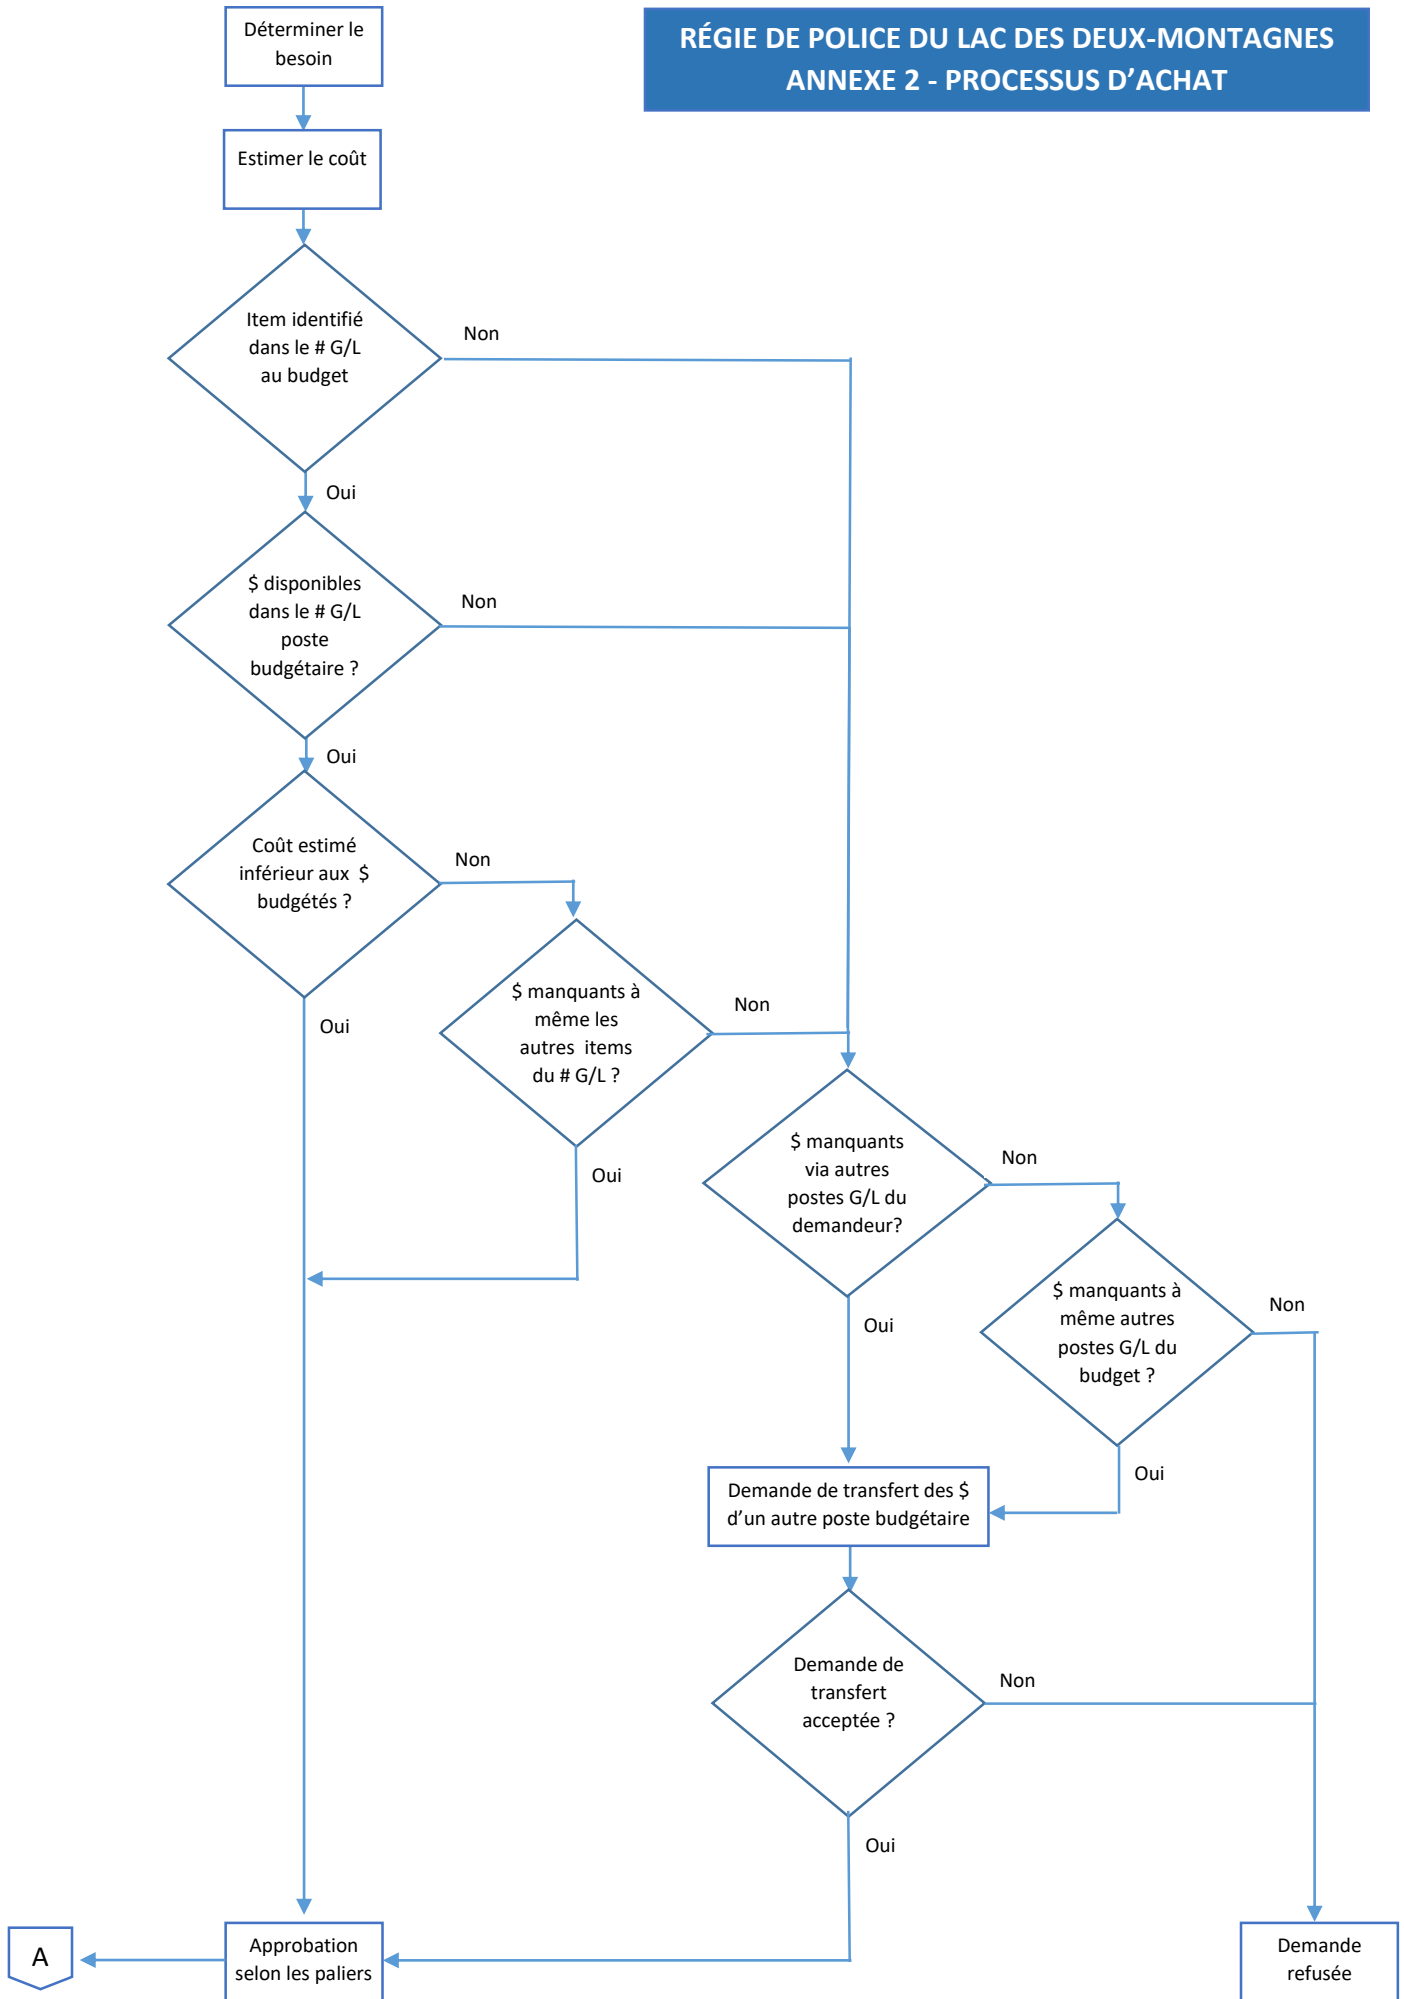 Déterminer le
besoin
RÉGIE DE POLICE DU LAC DES DEUX-MONTAGNES
ANNEXE 2 - PROCESSUS D'ACHAT
Estimer le coût
Item identifié
dans le # G/L
au budget
Non
Oui
$ disponibles
dans le # G/L
poste
budgétaire ?
Non
Oui
Coût estimé
inférieur aux $
budgétés ?
Non
Oui
$ manquants à
même les
autres items
du # G/L ?
Non
Oui
$ manquants
via autres
postes G/L du
demandeur?
Non
Oui
$ manquants à
même autres
postes G/L du
budget ?
Non
Oui
Demande de transfert des $
d'un autre poste budgétaire
Demande de
transfert
acceptée ?
Non
Oui
A
Approbation
selon les paliers
Demande
refusée